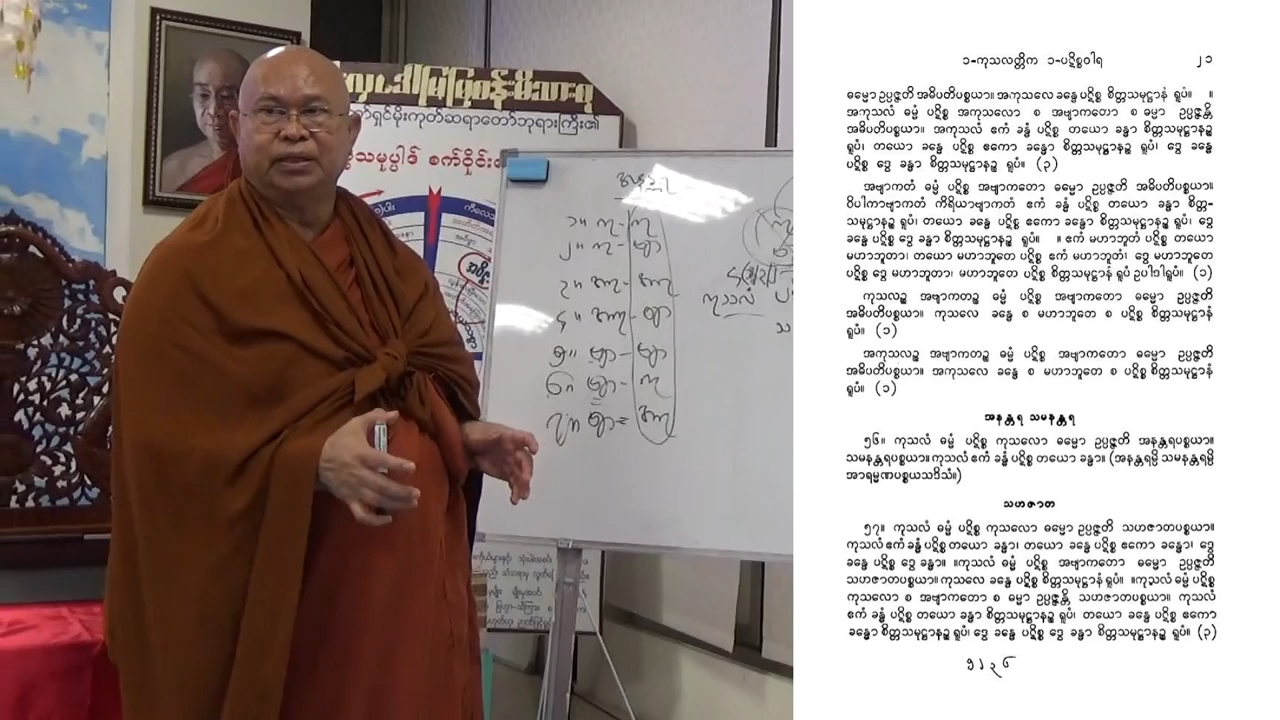 ၁-ကုသလတ္တိက ၁-ပဋိစ္စဝါရ ၂၁
ဓမ္မော ဥပ္ပဇ္ဇတိ အဓိပတိပစ္စယာ။ အကုသလေ ခန္ဓေ ပဋိစ္စ စိတ္တသမုဋ္ဌာနံ ရူပံ။ ။
အကုသလံ ဓမ္မံ ပဋိစ္စ အကုသလော စ အဗျာကတော စ ဓမ္မာ ဥပ္ပဇ္ဇန္တိ
အဓိပတိပစ္စယာ။ အကုသလံ ဧကံ ခန္ဓံ ပဋိစ္စ တယော ခန္ဓာ စိတ္တသမုဋ္ဌာနဉ္စ
ရူပံ၊ တယော ခန္ဓေ ပဋိစ္စ ဧကော ခန္ဓော စိတ္တသမုဋ္ဌာနဉ္စ ရူပံ၊ ဒွေ ခန္ဓေ
ပဋိစ္စ ဒွေ ခန္ဓာ စိတ္တသမုဋ္ဌာနဉ္စ ရူပံ။ (၃)
အဗျာကတံ ဓမ္မံ ပဋိစ္စ အဗျာကတော ဓမ္မော ဥပ္ပဇ္ဇတိ အဓိပတိပစ္စယာ။
ဝိပါကာဗျာကတံ ကိရိယာဗျာကတံ ဧကံ ခန္ဓံ ပဋိစ္စ တယော ခန္ဓာ စိတ္တ-
သမုဋ္ဌာနဉ္စ ရူပံ၊ တယော ခန္ဓေ ပဋိစ္စ ဧကော ခန္ဓော စိတ္တသမုဋ္ဌာနဉ္စ ရူပံ၊ ဒွေ
ခန္ဓေ ပဋိစ္စ ဒွေ ခန္ဓာ စိတ္တသမုဋ္ဌာနဉ္စ ရူပံ။ ။ ဧကံ မဟာဘူတံ ပဋိစ္စ တယော
မဟာဘူတာ၊ တယော မဟာဘူတေ ပဋိစ္စ ဧကံ မဟာဘူတံ၊ ဒွေ မဟာဘူတေ
ပဋိစ္စ ဒွေ မဟာဘူတာ၊ မဟာဘူတေ ပဋိစ္စ စိတ္တသမုဋ္ဌာနံ ရူပံ ဥပါဒါရူပံ။ (၁)
ကုသလဉ္စ အဗျာကတဉ္စ ဓမ္မံ ပဋိစ္စ အဗျာကတော ဓမ္မော ဥပ္ပဇ္ဇတိ
အဓိပတိပစ္စယာ။ ကုသလေ ခန္ဓေ စ မဟာဘူတေ စ ပဋိစ္စ စိတ္တသမုဋ္ဌာနံ
ရူပံ။ (၁)
အကုသလဉ္စ အဗျာကတဉ္စ ဓမ္မံ ပဋိစ္စ အဗျာကတော ဓမ္မော ဥပ္ပဇ္ဇတိ
အဓိပတိပစ္စယာ။ အကုသလေ ခန္ဓေ စ မဟာဘူတေ စ ပဋိစ္စ စိတ္တသမုဋ္ဌာနံ
ရူပံ။ (၁)
အနန္တရ သမနန္တရ
၅၆။ ကုသလံ ဓမ္မံ ပဋိစ္စ ကုသလော ဓမ္မော ဥပ္ပဇ္ဇတိ အနန္တရပစ္စယာ။
သမနန္တရပစ္စယာ။ ကုသလံ ဧကံ ခန္ဓံ ပဋိစ္စ တယော ခန္ဓာ။ (အနန္တရမ္ပိ သမနန္တရမ္ပိ
အာရမ္မဏပစ္စယသဒိသံ။)
သဟဇာတ
၅၇။ ကုသလံ ဓမ္မံ ပဋိစ္စ ကုသလော ဓမ္မော ဥပ္ပဇ္ဇတိ သဟဇာတပစ္စယာ။
ကုသလံ ဧကံ ခန္ဓံ ပဋိစ္စ တယော ခန္ဓာ၊ တယော ခန္ဓေ ပဋိစ္စ ဧကော ခန္ဓော၊ ဒွေ
ခန္ဓေ ပဋိစ္စ ဒွေ ခန္ဓာ။ ။ကုသလံ ဓမ္မံ ပဋိစ္စ အဗျာကတော ဓမ္မော ဥပ္ပဇ္ဇတိ
သဟဇာတပစ္စယာ။ ကုသလေ ခန္ဓေ ပဋိစ္စ စိတ္တသမုဋ္ဌာနံ ရူပံ။ ။ကုသလံ ဓမ္မံ ပဋိစ္စ
ကုသလော စ အဗျာကတော စ ဓမ္မာ ဥပ္ပဇ္ဇန္တိ သဟဇာတပစ္စယာ။ ကုသလံ
ဧကံ ခန္ဓံ ပဋိစ္စ တယော ခန္ဓာ စိတ္တသမုဋ္ဌာနဉ္စ ရူပံ၊ တယော ခန္ဓေ ပဋိစ္စ ဧကော
ခန္ဓော စိတ္တသမုဋ္ဌာနဉ္စ ရူပံ၊ ဒွေ ခန္ဓေ ပဋိစ္စ ဒွေ ခန္ဓာ စိတ္တသမုဋ္ဌာနဉ္စ ရူပံ။ (၃)
ဆရာတော်ဘုရားကြီး၏
စက်ဝိုင်း
၁။ ကု - ကု
၂။ ကု - ဗျာ
၅။ ဗျာ - ဗျာ
၆။ ဗျာ - ကု
ကုသလံ